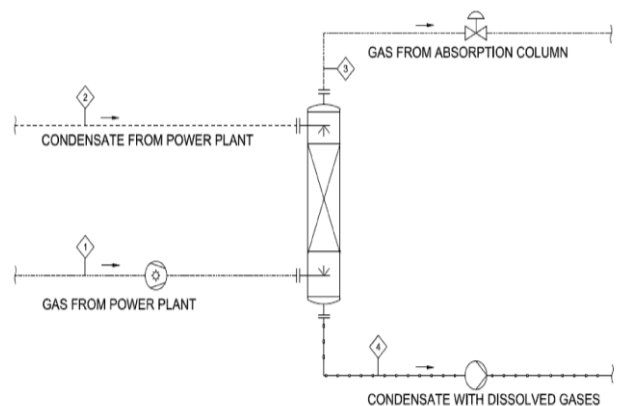 GAS FROM ABSORPTION COLUMN
3
2
CONDENSATE FROM POWER PLANT
1
GAS FROM POWER PLANT
4
CONDENSATE WITH DISSOLVED GASES